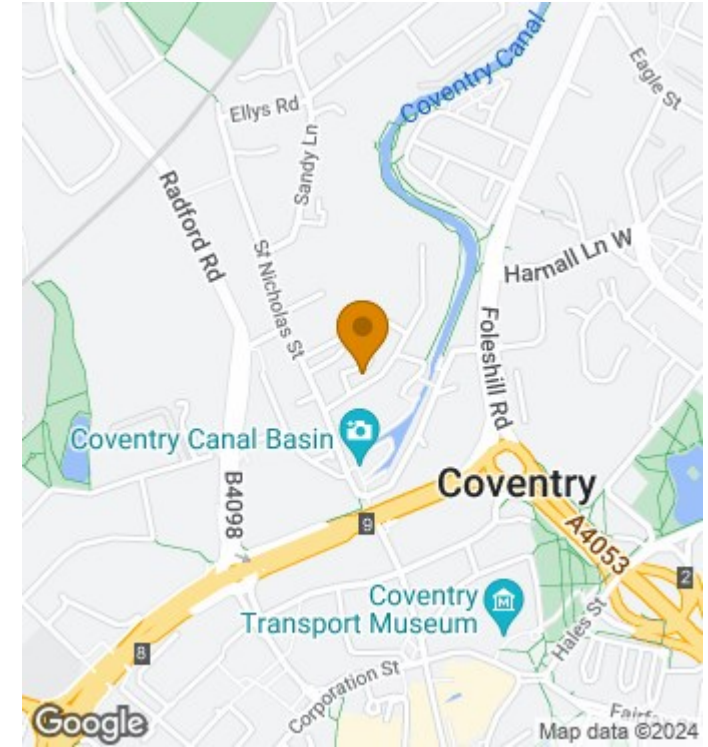 Coventry Canal
Eagle St
Ellys Rd
Sandy Ln
Radford Rd
St Nicholas St
Harnall Ln W
Foleshill Rd
Coventry Canal Basin
Coventry
B4098
9
A4053
2
Coventry
Transport Museum
Hales St
8
Corporation St
Google
Map data ©2024